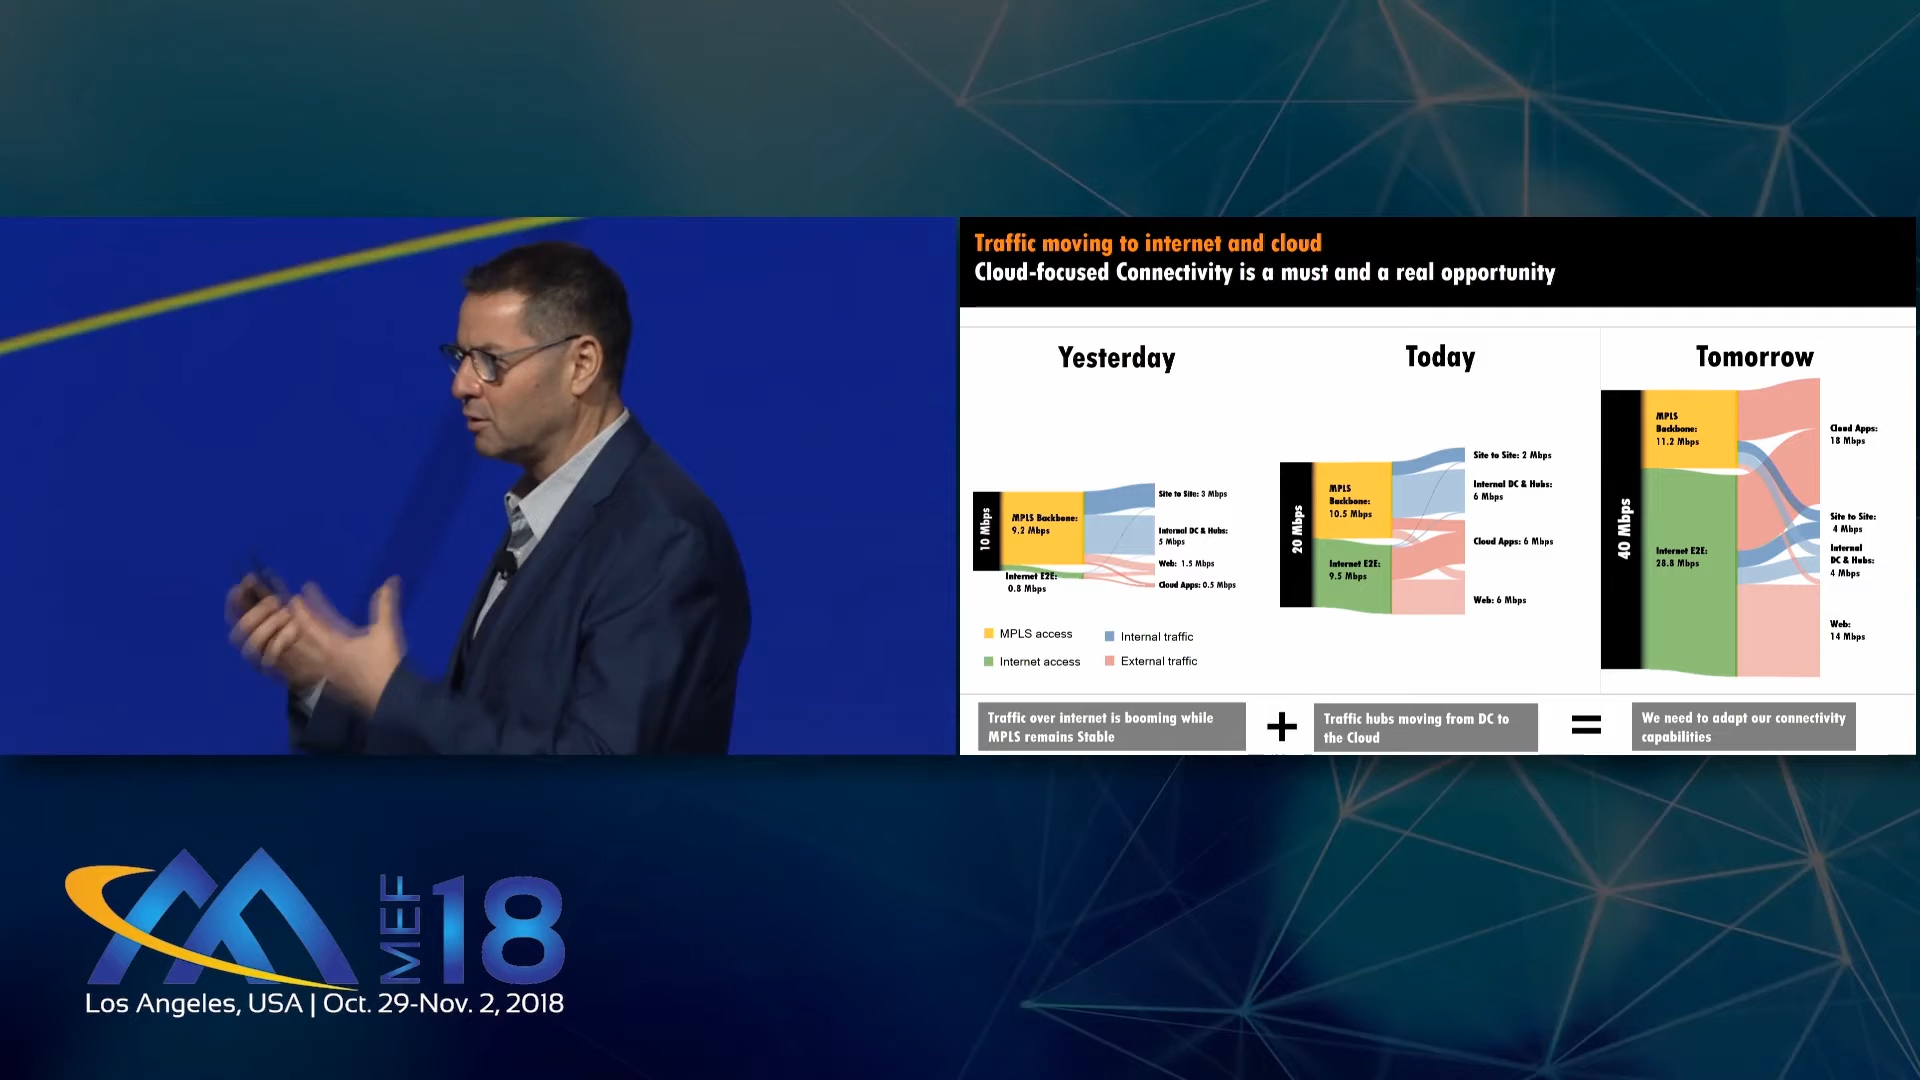 Traffic moving to internet and cloud
Cloud-focused Connectivity is a must and a real opportunity
Yesterday
10 Mbps
MPLS Backbone:
9.2 Mbps
Internet E2E:
0.8 Mbps
Site to Site: 3 Mbps
Internal DC & Hubs:
5 Mbps
Web: 1.5 Mbps
Cloud Apps: 0.5 Mbps
MPLS access
Internal traffic
Internet access
External traffic
Today
20 Mbps
MPLS
Backbone:
10.5 Mbps
Internet E2E:
9.5 Mbps
Site to Site: 2 Mbps
Internal DC & Hubs:
6 Mbps
Cloud Apps: 6 Mbps
Web: 6 Mbps
Tomorrow
40 Mbps
MPLS
Backbone:
11.2 Mbps
Internet E2E:
28.8 Mbps
Cloud Apps:
18 Mbps
Site to Site:
4 Mbps
Internal
DC & Hubs:
4 Mbps
Web:
14 Mbps
Traffic over internet is booming while
MPLS remains Stable
+
Traffic hubs moving from DC to
the Cloud
=
We need to adapt our connectivity
capabilities
MEF 18
Los Angeles, USA | Oct. 29-Nov. 2, 2018